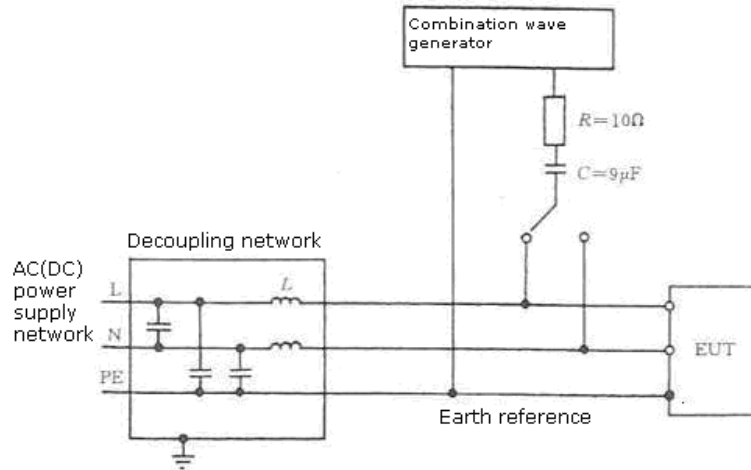 Combination wave
generator
R=10Ω
C=9μF
Decoupling network
AC(DC)
power
supply
network
L
L
N
PE
EUT
Earth reference